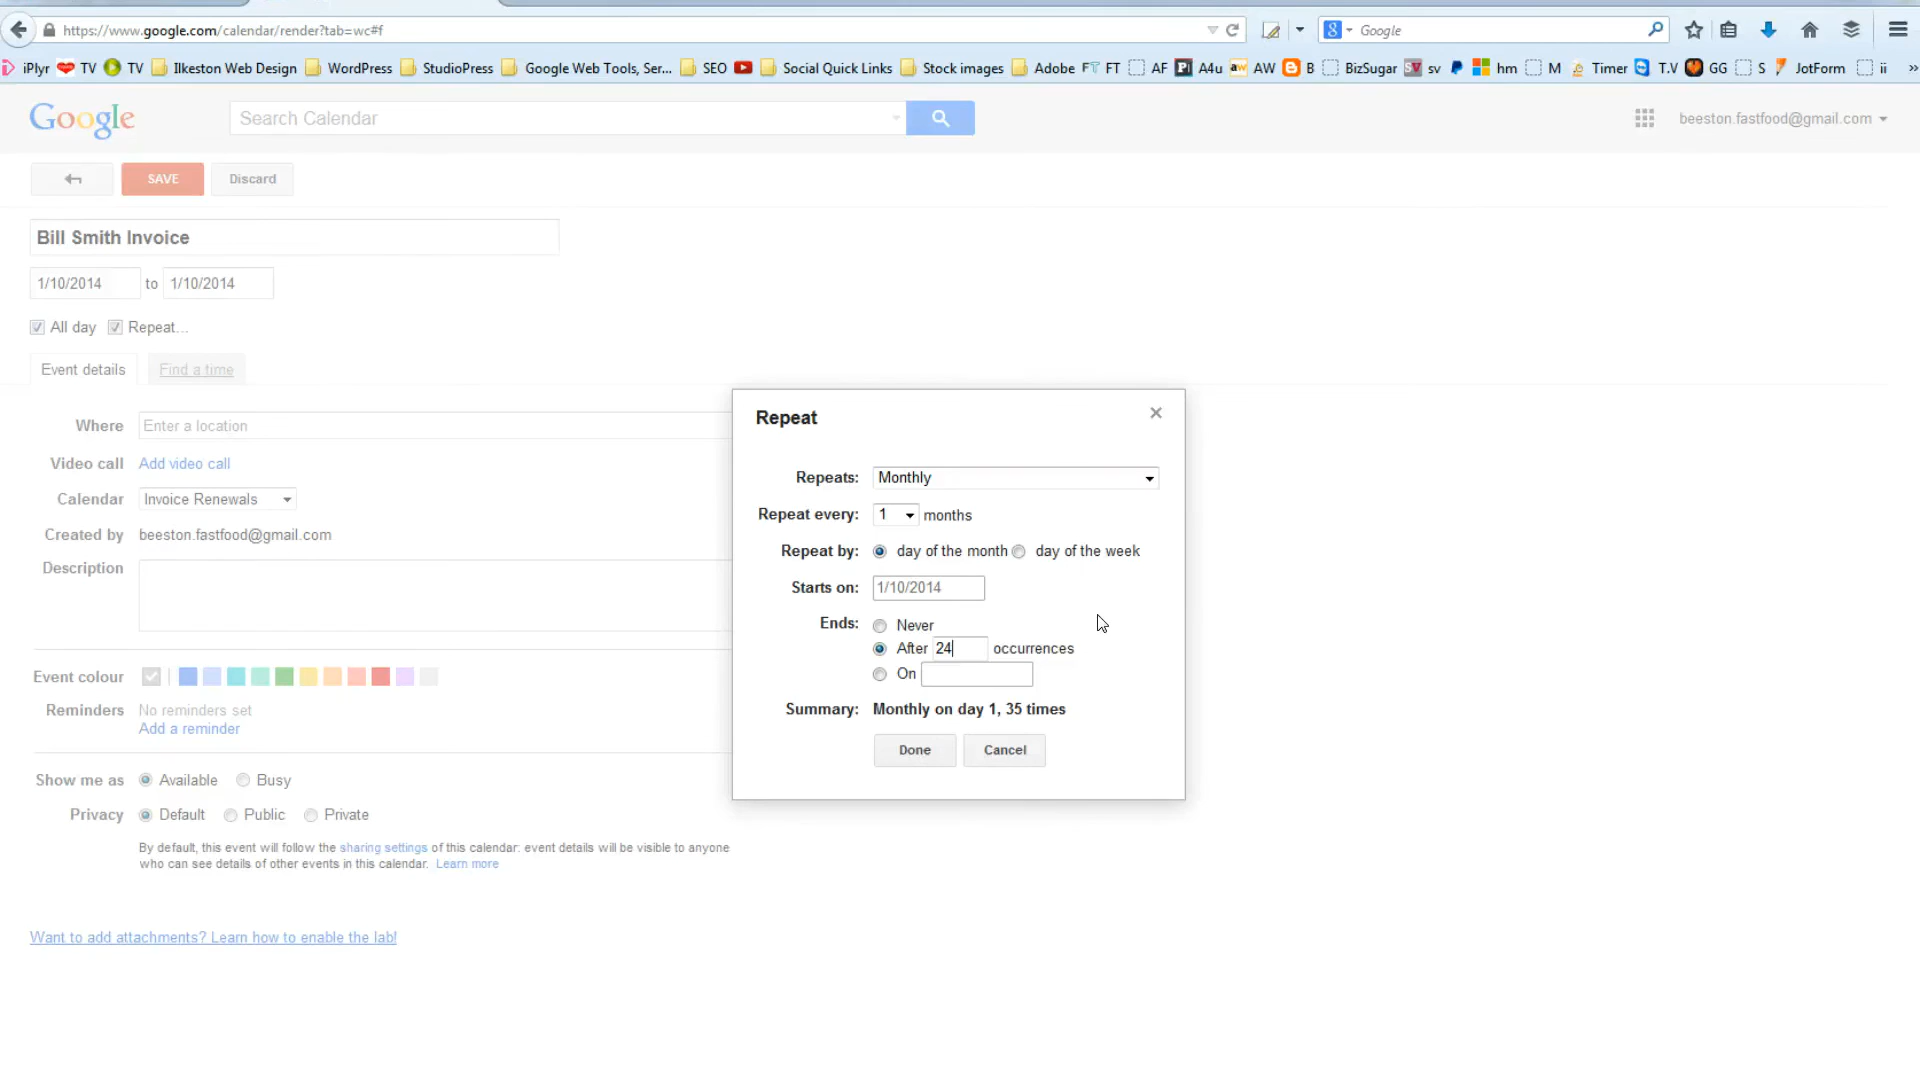 https://www.google.com/calendar/render?tab=wc#f
Google
iPlyr TV TV Ilkeston Web Design WordPress StudioPress Google Web Tools, Ser... SEO Social Quick Links Stock images Adobe FT FT AF A4u aw AW B BizSugar SV sv hm M Timer T.V GG S JotForm ii »
Google Search Calendar beeston.fastfood@gmail.com
SAVE Discard
Bill Smith Invoice
1/10/2014 to 1/10/2014
All day Repeat...
Event details Find a time
Where Enter a location
Video call Add video call
Calendar Invoice Renewals
Created by beeston.fastfood@gmail.com
Description
Event colour
Reminders No reminders set
Add a reminder
Show me as Available Busy
Privacy Default Public Private
By default, this event will follow the sharing settings of this calendar: event details will be visible to anyone
who can see details of other events in this calendar. Learn more
Want to add attachments? Learn how to enable the lab!
Repeat
Repeats: Monthly
Repeat every: 1 months
Repeat by: day of the month day of the week
Starts on: 1/10/2014
Ends: Never
After 24 occurrences
On
Summary: Monthly on day 1, 35 times
Done Cancel